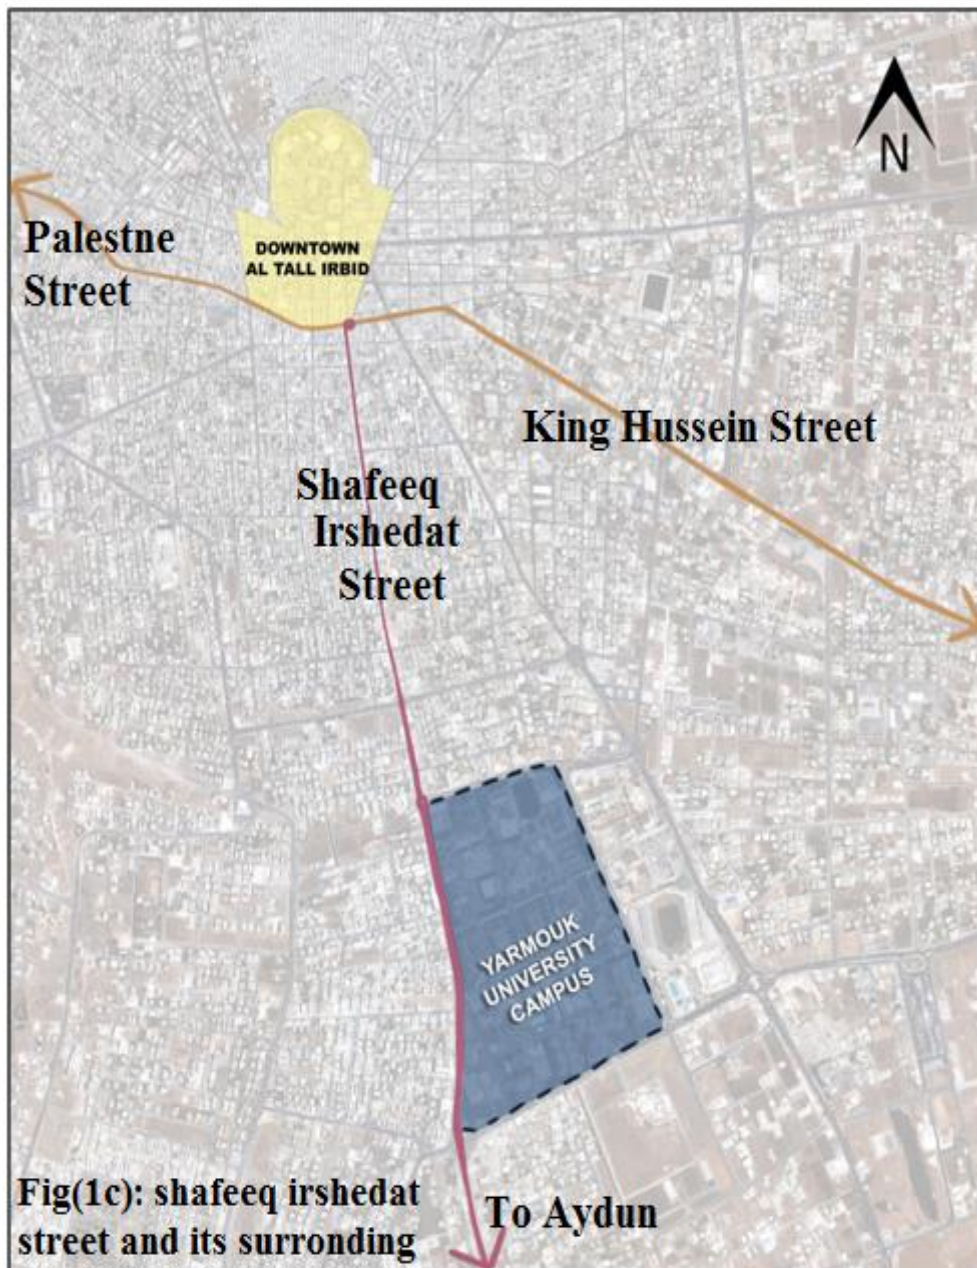 N
Palestne
Street
DOWNTOWN
AL TALL IRBID
King Hussein Street
Shafeeq
Irshedat
Street
YARMOUK
UNIVERSITY
CAMPUS
Fig(1c): shafeeq irshedat
street and its surronding
To Aydun